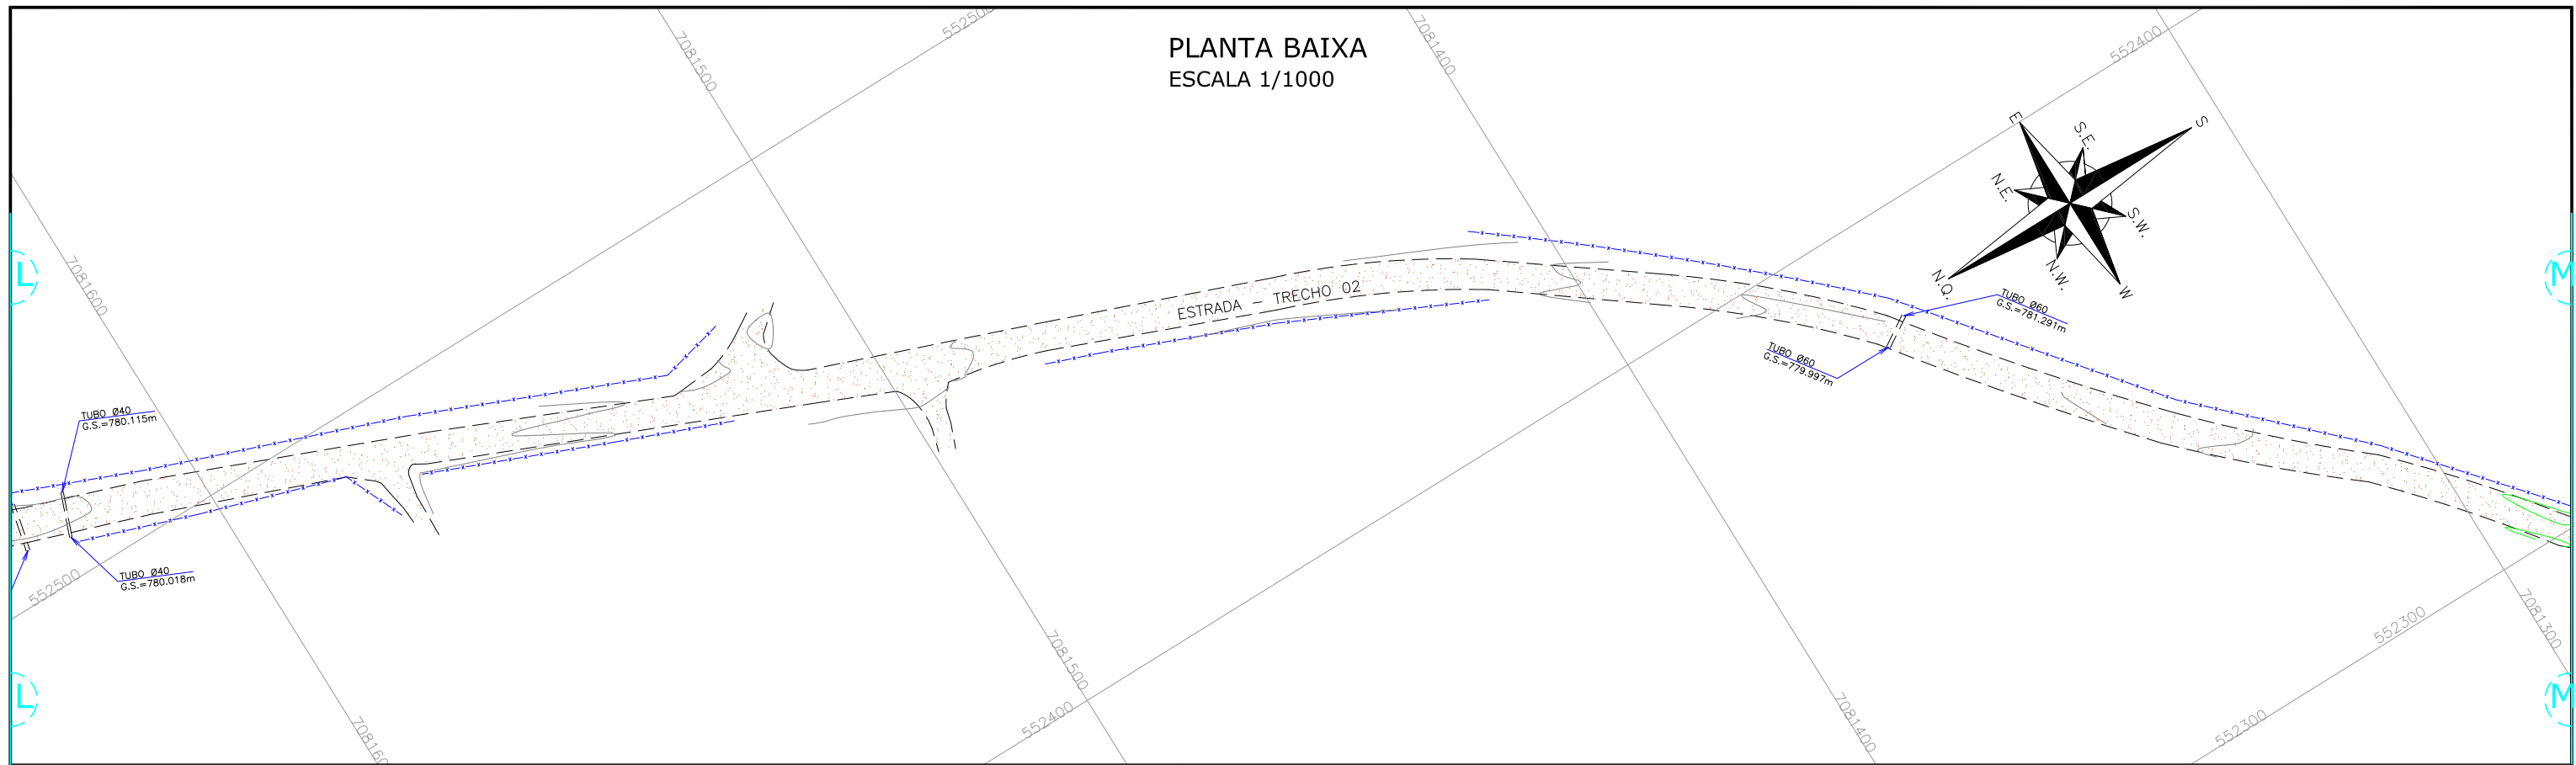 PLANTA BAIXA
ESCALA 1/1000
552500
7081500
7081400
552400
E
S.E.
S
N.E.
S.W.
N.Q.
N.W.
W
7081600
L
M
ESTRADA - TRECHO 02
TUBO Ø60
G.S.=781.291m
TUBO Ø60
G.S.=779.997m
TUBO Ø40
G.S.=780.115m
TUBO Ø40
G.S.=780.018m
552500
7081500
552300
7081300
L
M
708160
552400
7081400
552300